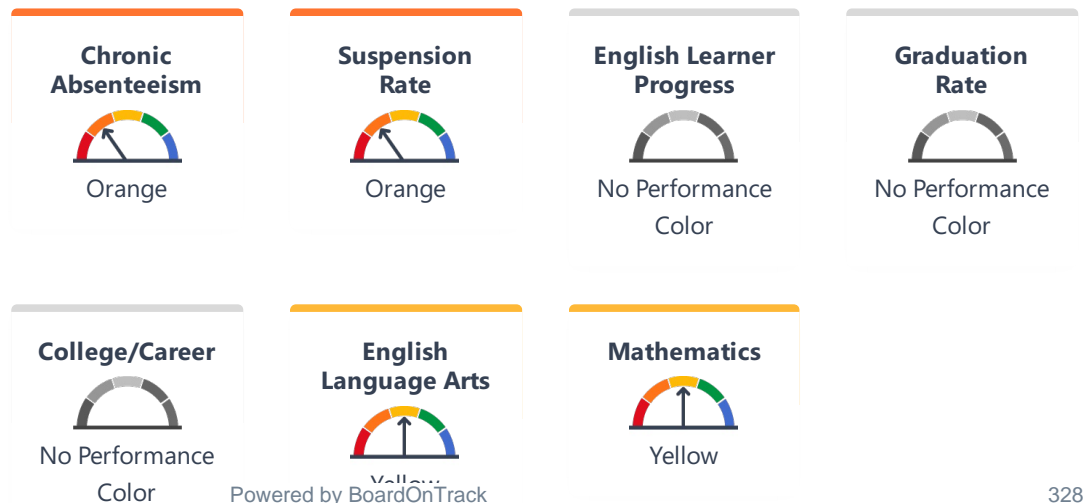 Chronic
Absenteeism
Orange
Suspension
Rate
Orange
English Learner
Progress
No Performance
Color
Graduation
Rate
No Performance
Color
College/Career
No Performance
Color
English
Language Arts
Yellow
Mathematics
Yellow
Powered by BoardOnTrack
328